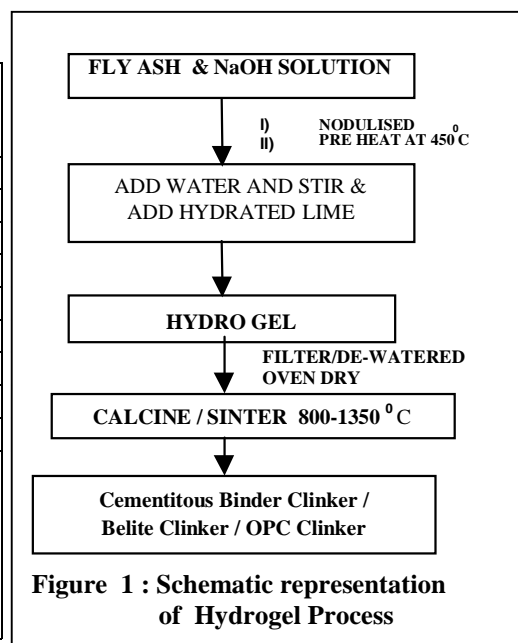 FLY ASH & NaOH SOLUTION
I) NODULISED
II) PRE HEAT AT 450⁰C
ADD WATER AND STIR &
ADD HYDRATED LIME
HYDRO GEL
FILTER/DE-WATERED
OVEN DRY
CALCINE / SINTER 800-1350 ⁰ C
Cementitous Binder Clinker /
Belite Clinker / OPC Clinker
Figure 1 : Schematic representation
of Hydrogel Process